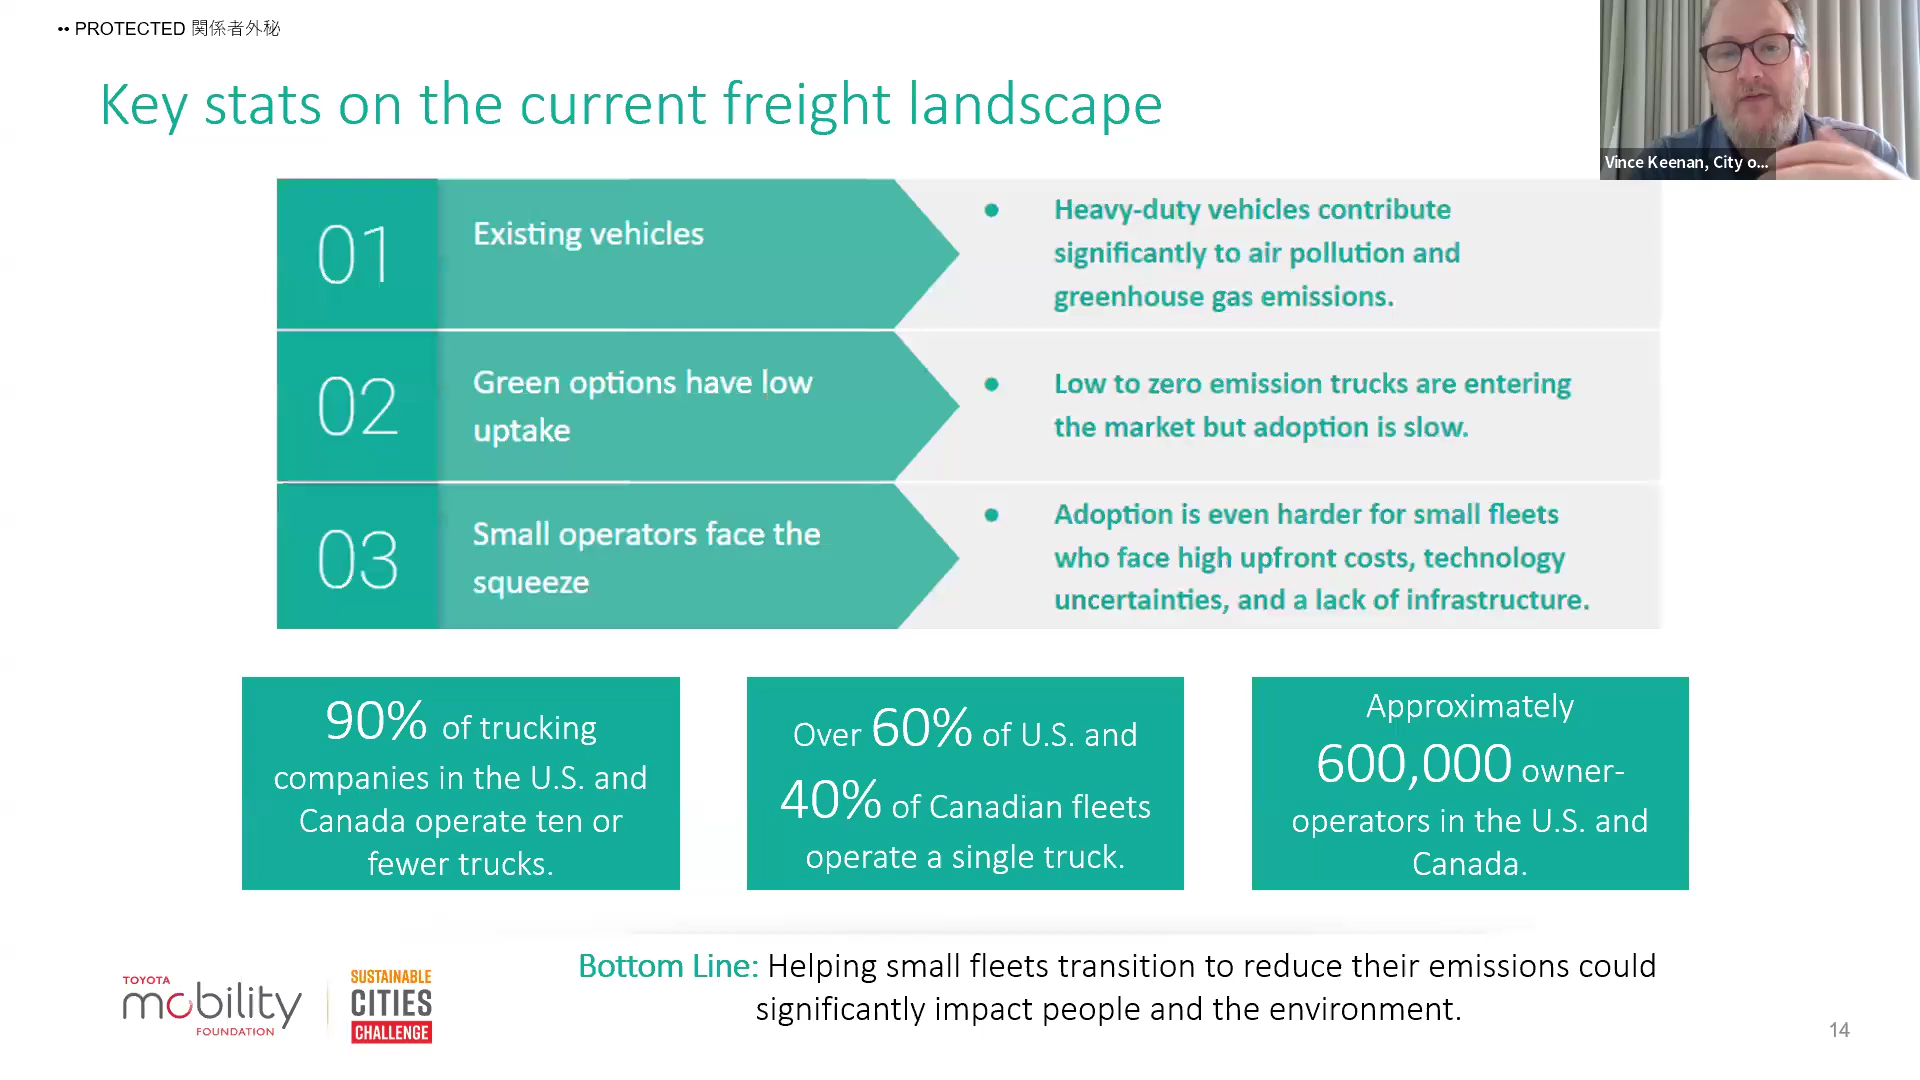 •• PROTECTED 関係者外秘
Key stats on the current freight landscape
Vince Keenan, City o...
01
Existing vehicles
• Heavy-duty vehicles contribute
significantly to air pollution and
greenhouse gas emissions.
02
Green options have low
uptake
• Low to zero emission trucks are entering
the market but adoption is slow.
03
Small operators face the
squeeze
• Adoption is even harder for small fleets
who face high upfront costs, technology
uncertainties, and a lack of infrastructure.
90% of trucking
companies in the U.S. and
Canada operate ten or
fewer trucks.
Over 60% of U.S. and
40% of Canadian fleets
operate a single truck.
Approximately
600,000 owner-
operators in the U.S. and
Canada.
Bottom Line: Helping small fleets transition to reduce their emissions could
significantly impact people and the environment.
TOYOTA
mobility
FOUNDATION
SUSTAINABLE
CITIES
CHALLENGE
14